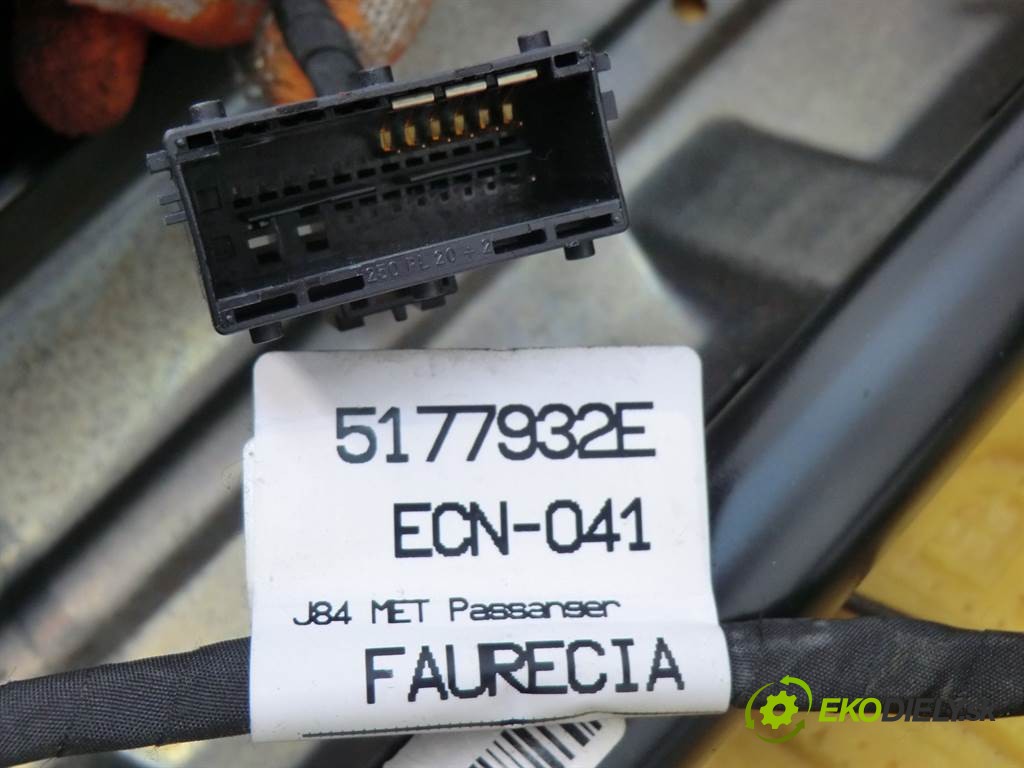 250 PL 20 + 2
5177932E
ECN-041
J84 MET Passanger
FAURECIA
EKODIELY.SK